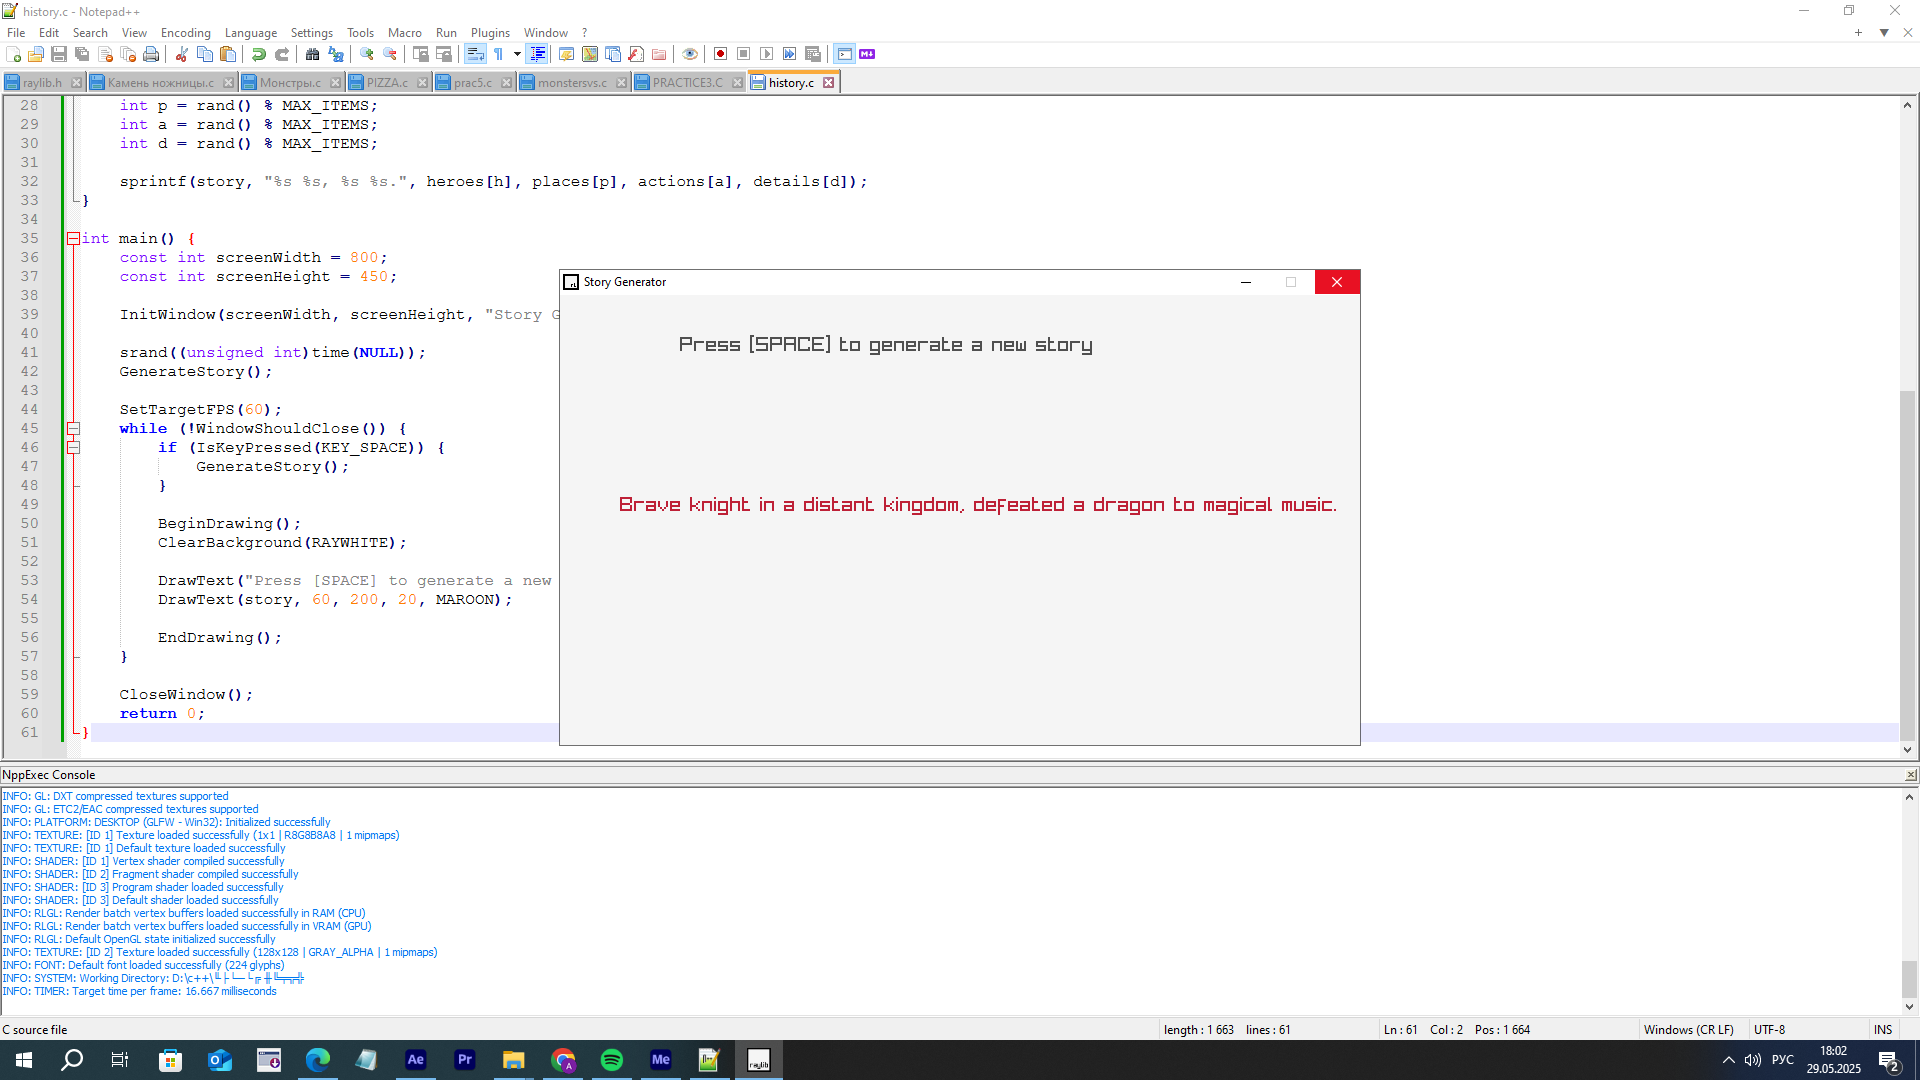 history.c - Notepad++
File Edit Search View Encoding Language Settings Tools Macro Run Plugins Window ?
raylib.h Камень ножницы.c Монстры.c PIZZA.c prac5.c monstersvs.c PRACTICE3.C history.c
28 int p = rand() % MAX_ITEMS;
29 int a = rand() % MAX_ITEMS;
30 int d = rand() % MAX_ITEMS;
31
32 sprintf(story, "%s %s, %s %s.", heroes[h], places[p], actions[a], details[d]);
33 }
34
35 int main() {
36 const int screenWidth = 800;
37 const int screenHeight = 450;
38
39 InitWindow(screenWidth, screenHeight, "Story G
40
41 srand((unsigned int)time(NULL));
42 GenerateStory();
43
44 SetTargetFPS(60);
45 while (!WindowShouldClose()) {
46 if (IsKeyPressed(KEY_SPACE)) {
47 GenerateStory();
48 }
49
50 BeginDrawing();
51 ClearBackground(RAYWHITE);
52
53 DrawText("Press [SPACE] to generate a new
54 DrawText(story, 60, 200, 20, MAROON);
55
56 EndDrawing();
57 }
58
59 CloseWindow();
60 return 0;
61 }
Story Generator
Press [SPACE] to generate a new story
Brave knight in a distant kingdom, defeated a dragon to magical music.
NppExec Console
INFO: GL: DXT compressed textures supported
INFO: GL: ETC2/EAC compressed textures supported
INFO: PLATFORM: DESKTOP (GLFW - Win32): Initialized successfully
INFO: TEXTURE: [ID 1] Texture loaded successfully (1x1 | R8G8B8A8 | 1 mipmaps)
INFO: TEXTURE: [ID 1] Default texture loaded successfully
INFO: SHADER: [ID 1] Vertex shader compiled successfully
INFO: SHADER: [ID 2] Fragment shader compiled successfully
INFO: SHADER: [ID 3] Program shader loaded successfully
INFO: SHADER: [ID 3] Default shader loaded successfully
INFO: RLGL: Render batch vertex buffers loaded successfully in RAM (CPU)
INFO: RLGL: Render batch vertex buffers loaded successfully in VRAM (GPU)
INFO: RLGL: Default OpenGL state initialized successfully
INFO: TEXTURE: [ID 2] Texture loaded successfully (128x128 | GRAY_ALPHA | 1 mipmaps)
INFO: FONT: Default font loaded successfully (224 glyphs)
INFO: SYSTEM: Working Directory: D:\c++\
INFO: TIMER: Target time per frame: 16.667 milliseconds
C source file length : 1 663 lines : 61 Ln : 61 Col : 2 Pos : 1 664 Windows (CR LF) UTF-8 INS
Ae Pr Me raylib РУС 18:02
29.05.2025 2